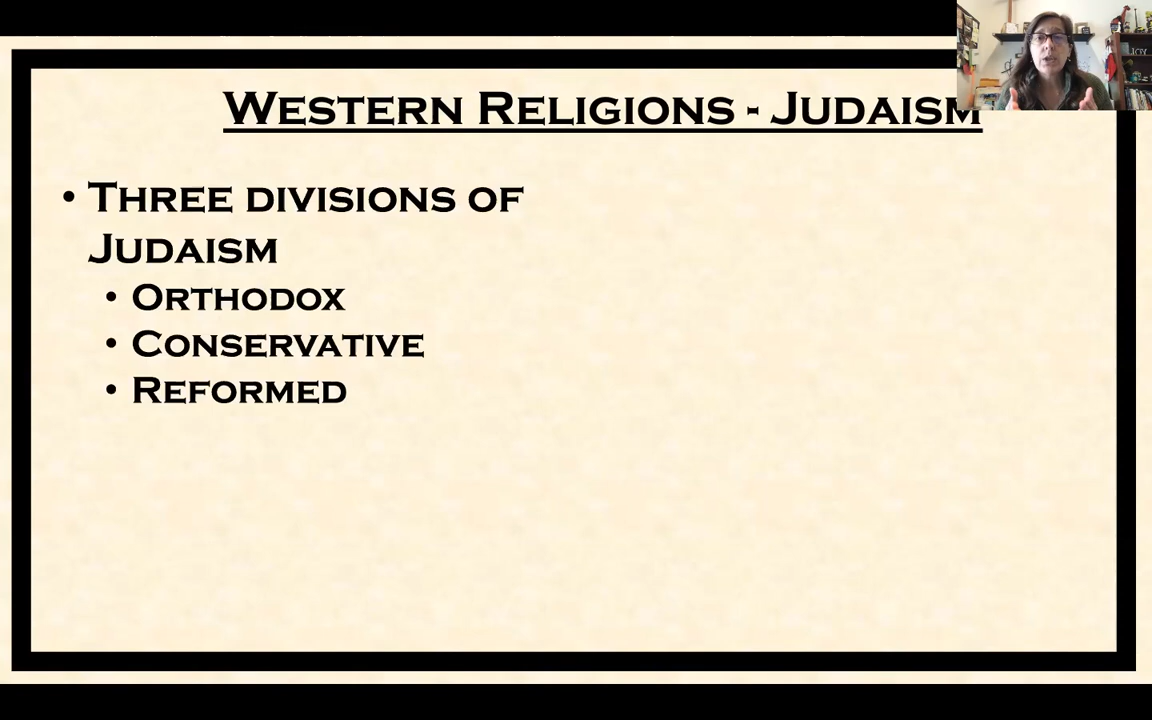 Western Religions - Judaism
• Three divisions of
Judaism
• Orthodox
• Conservative
• Reformed